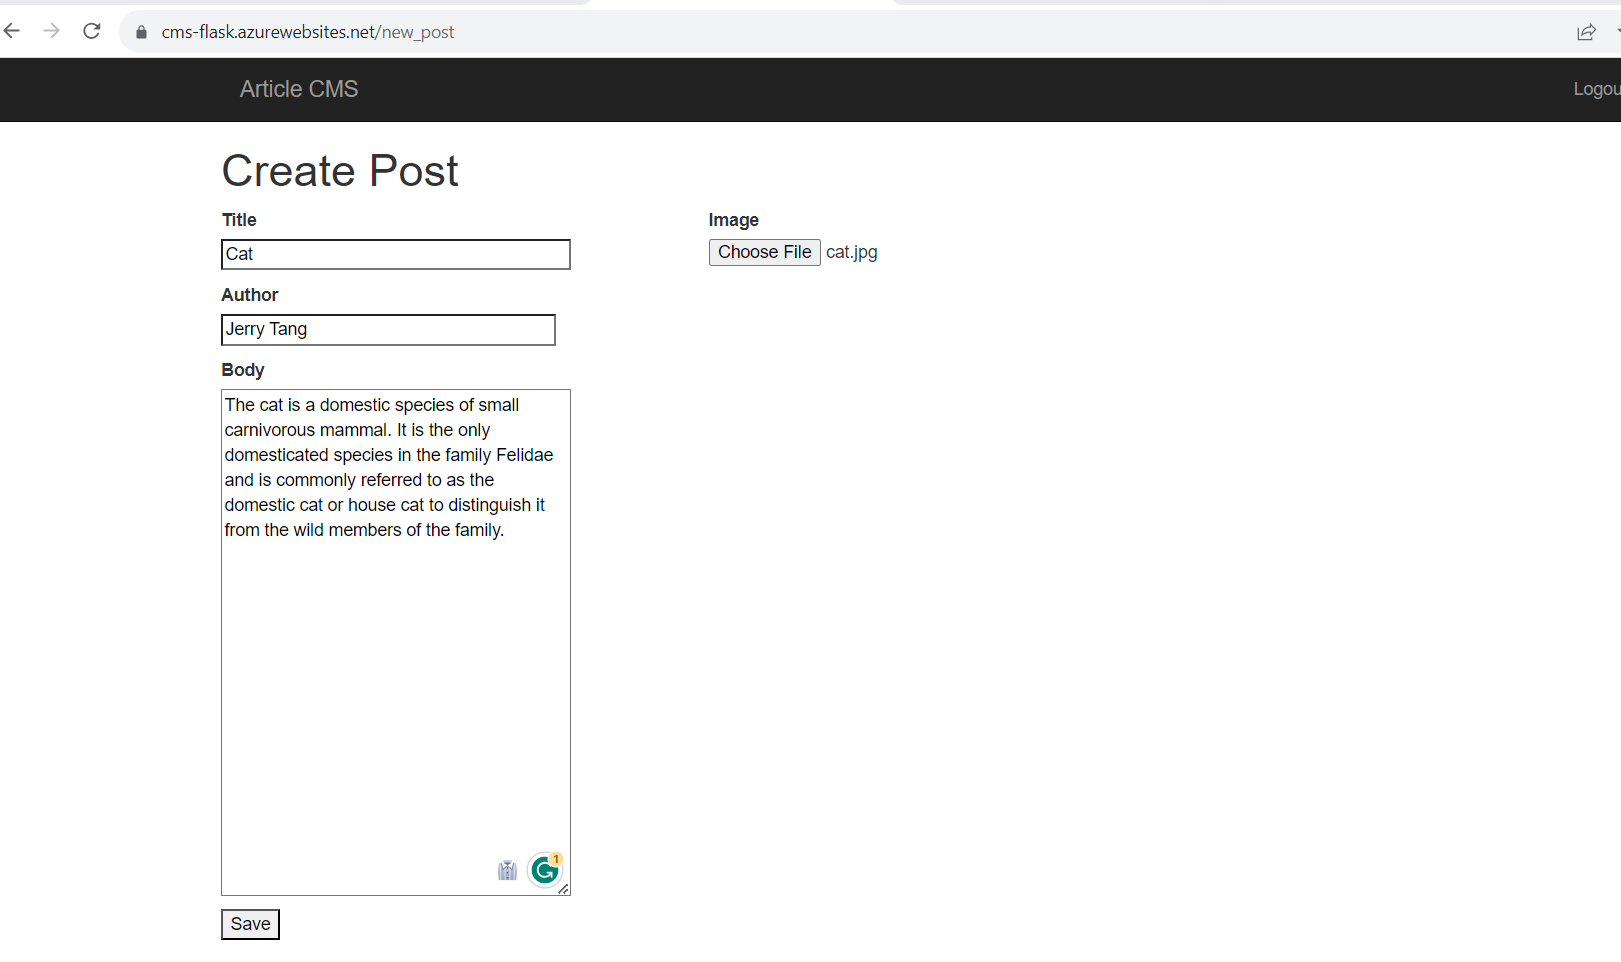 cms-flask.azurewebsites.net/new_post
Article CMS
Logou
Create Post
Title
Image
Cat
Choose File cat.jpg
Author
Jerry Tang
Body
The cat is a domestic species of small
carnivorous mammal. It is the only
domesticated species in the family Felidae
and is commonly referred to as the
domestic cat or house cat to distinguish it
from the wild members of the family.
G 1
Save